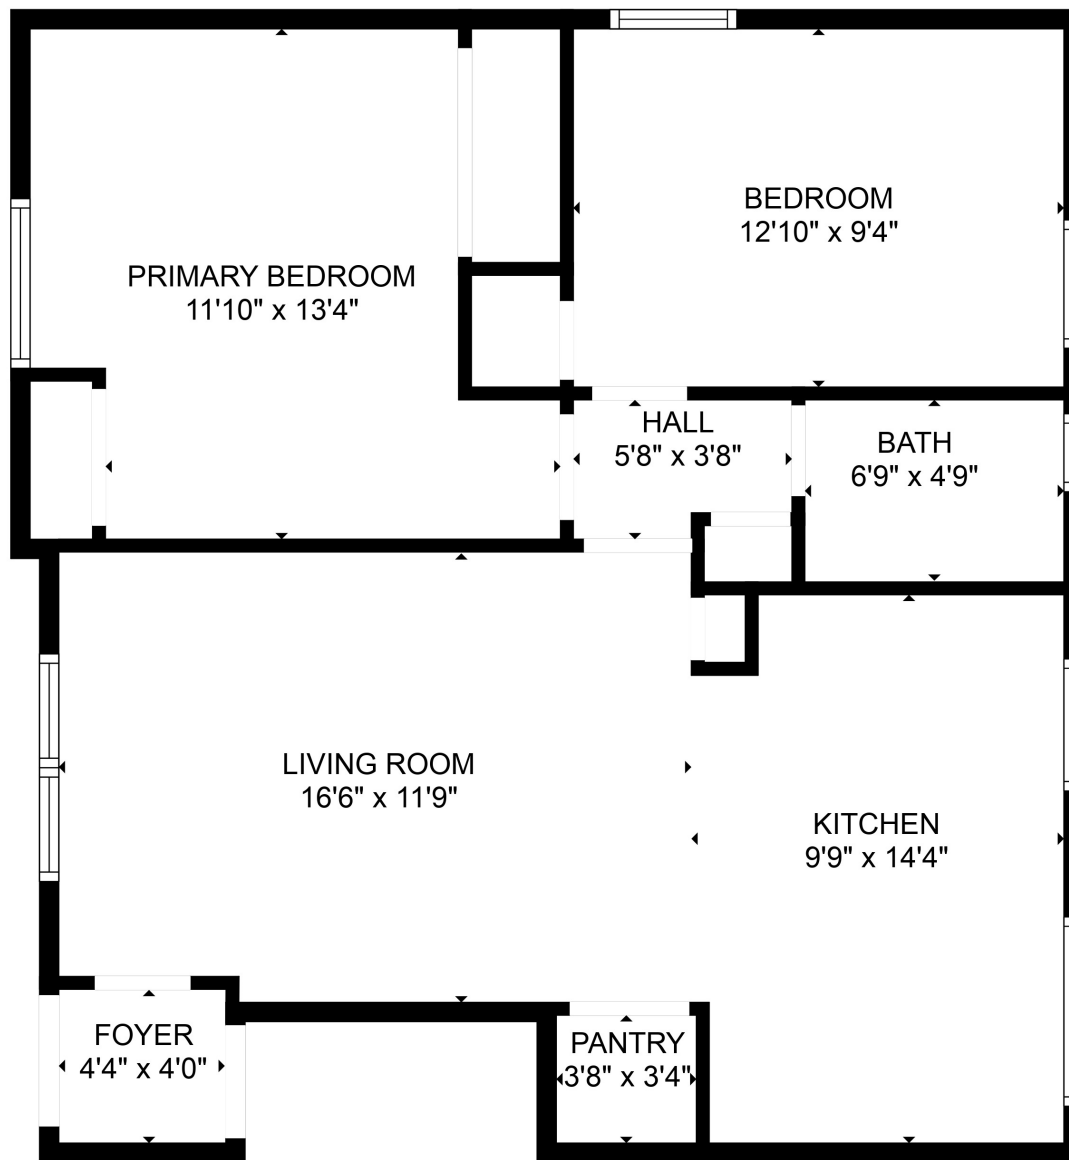 BEDROOM
12'10" x 9'4"
PRIMARY BEDROOM
11'10" x 13'4"
HALL
5'8" x 3'8"
BATH
6'9" x 4'9"
LIVING ROOM
16'6" x 11'9"
KITCHEN
9'9" x 14'4"
FOYER
4'4" x 4'0"
PANTRY
3'8" x 3'4"